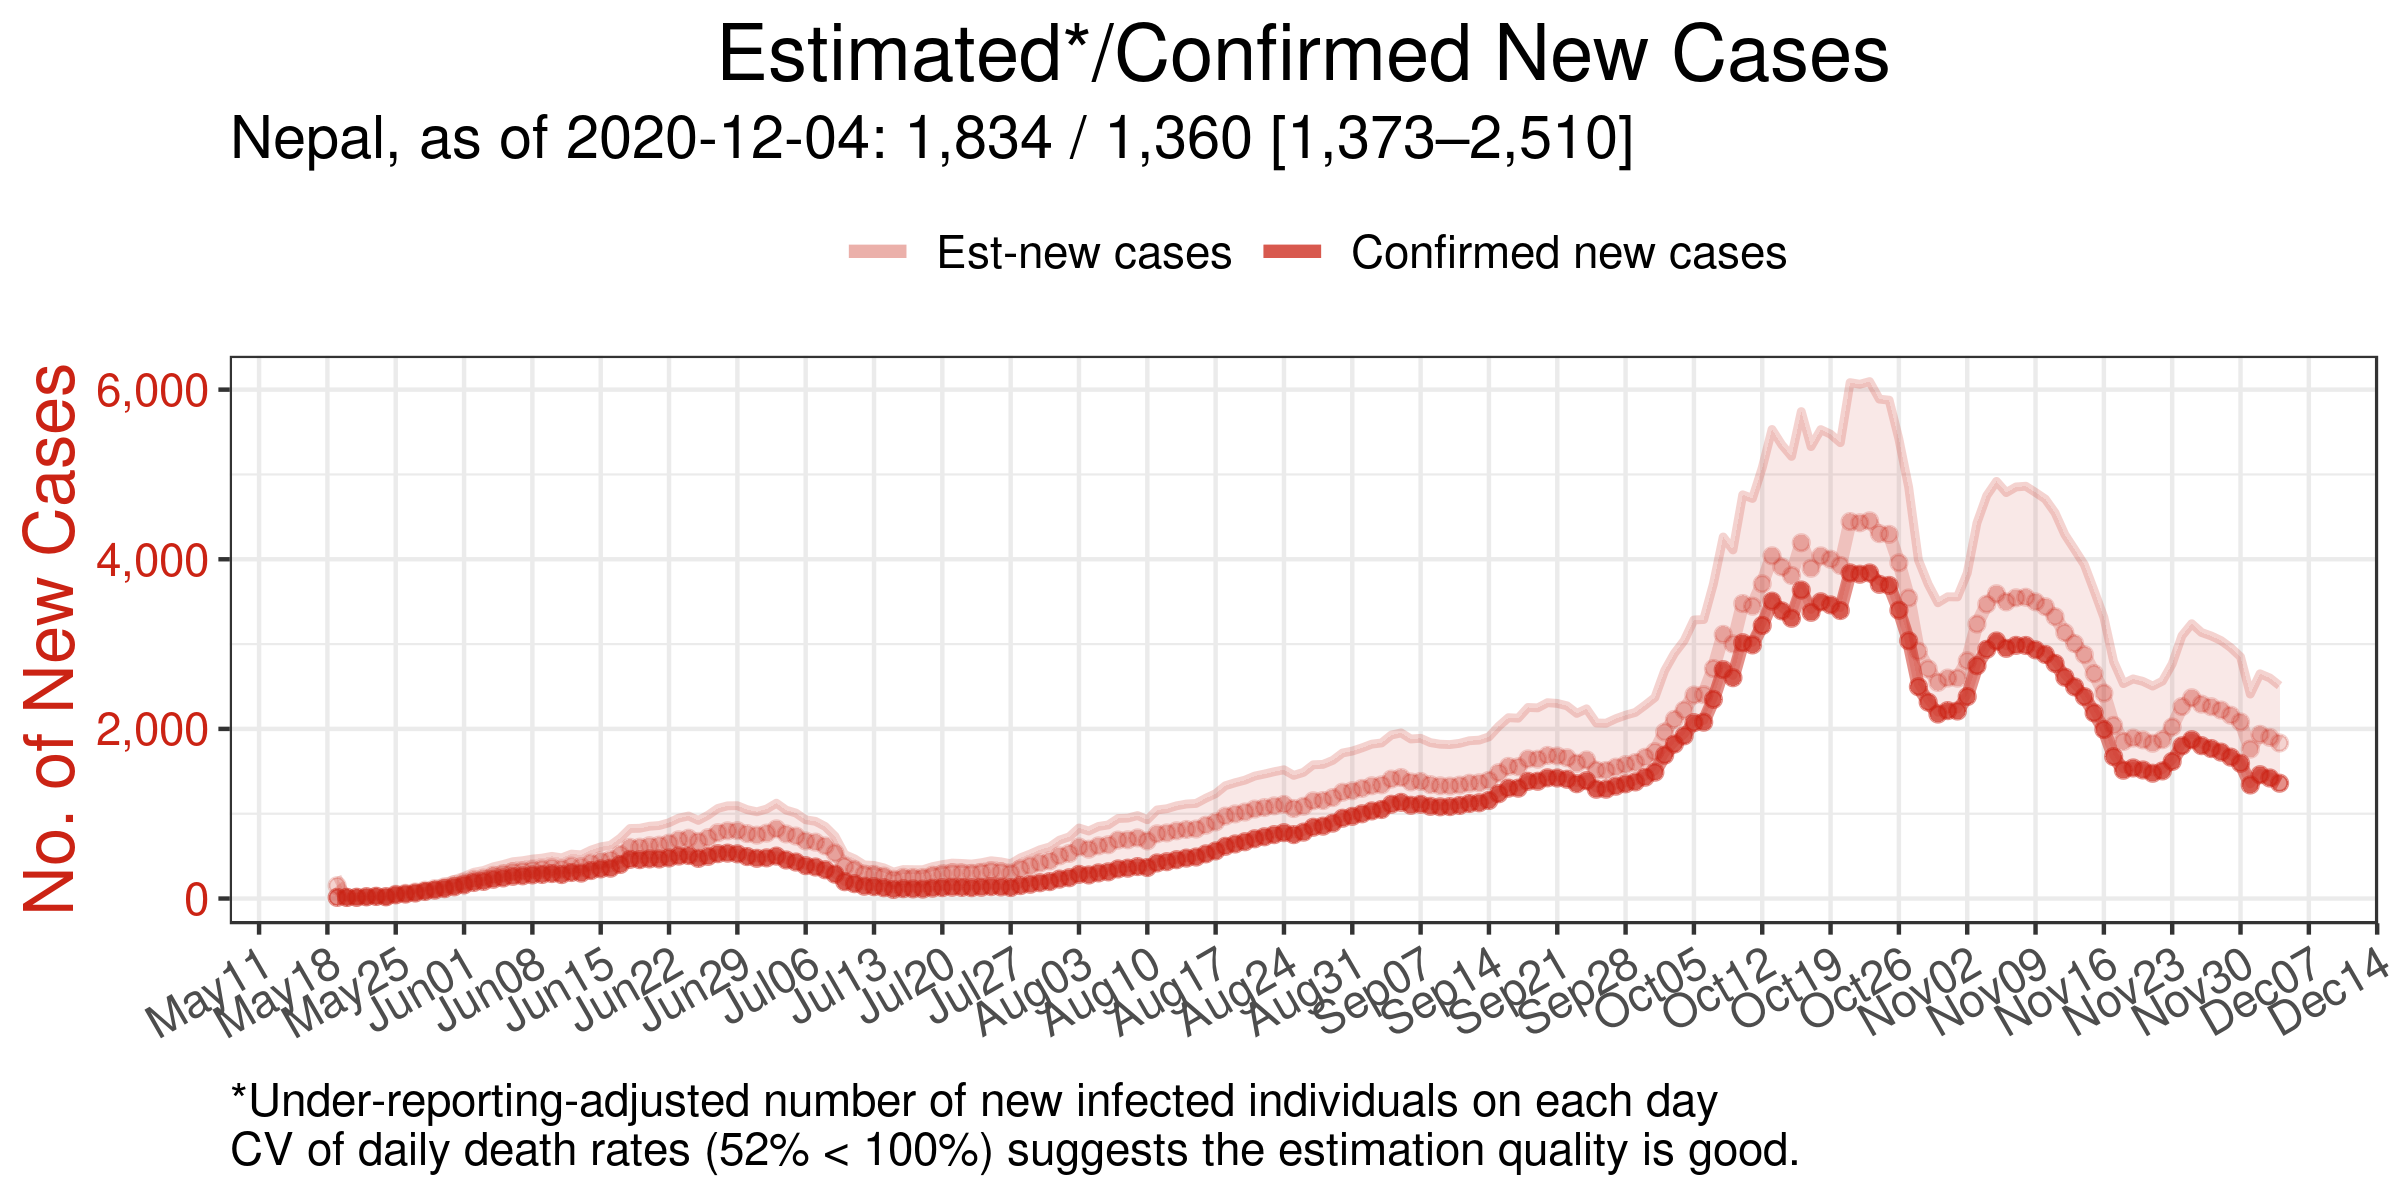 Estimated*/Confirmed New Cases
Nepal, as of 2020-12-04: 1,834 / 1,360 [1,373–2,510]
Est-new cases
Confirmed new cases
No. of New Cases
6,000
4,000
2,000
0
May11
May18
May25
Jun01
Jun08
Jun15
Jun22
Jun29
Jul06
Jul13
Jul20
Jul27
Aug03
Aug10
Aug17
Aug24
Aug31
Sep07
Sep14
Sep21
Sep28
Oct05
Oct12
Oct19
Oct26
Nov02
Nov09
Nov16
Nov23
Nov30
Dec07
Dec14
*Under-reporting-adjusted number of new infected individuals on each day
CV of daily death rates (52% < 100%) suggests the estimation quality is good.